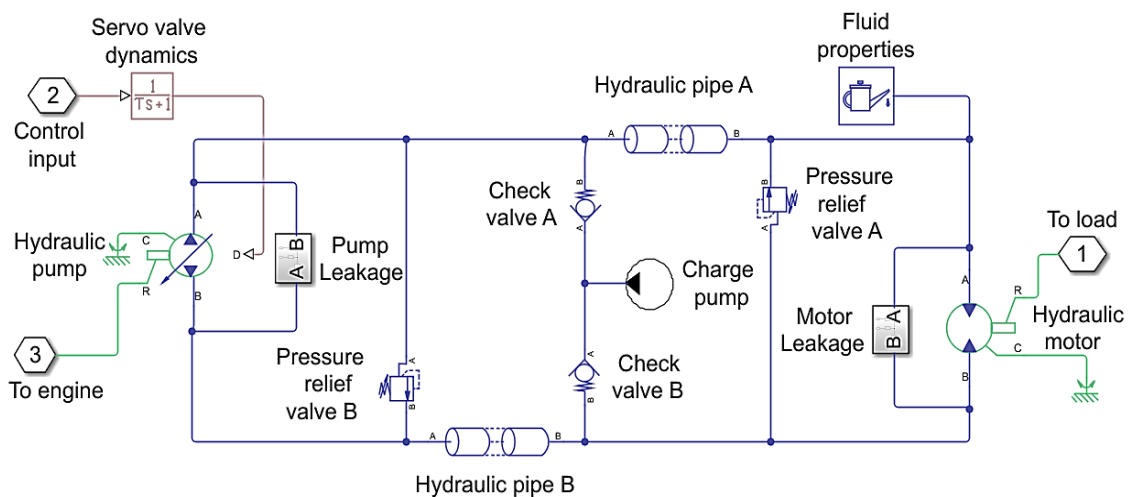 Servo valve
dynamics
Fluid
properties
2
1
Ts+1
Control
input
Hydraulic pipe A
A
B
B
Check
valve A
A
B
A
Pressure
relief
valve A
To load
1
A
C
Hydraulic
pump
R
B
D
B
A
Pump
Leakage
Charge
pump
Motor
Leakage
A
B
A
R
Hydraulic
motor
C
B
3
To engine
Pressure
relief
valve B
A
B
A
Check
valve B
B
A
B
Hydraulic pipe B